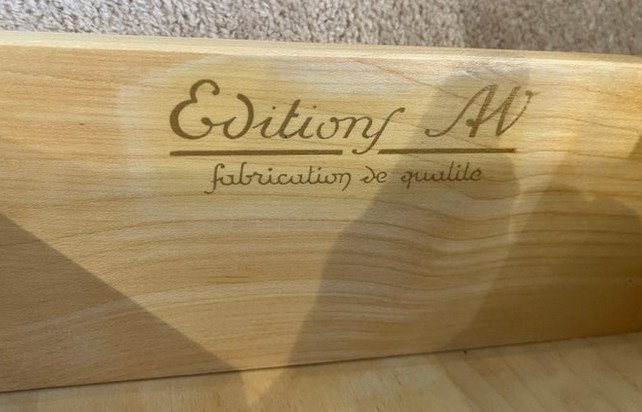 Editions AW
fabrication de qualité